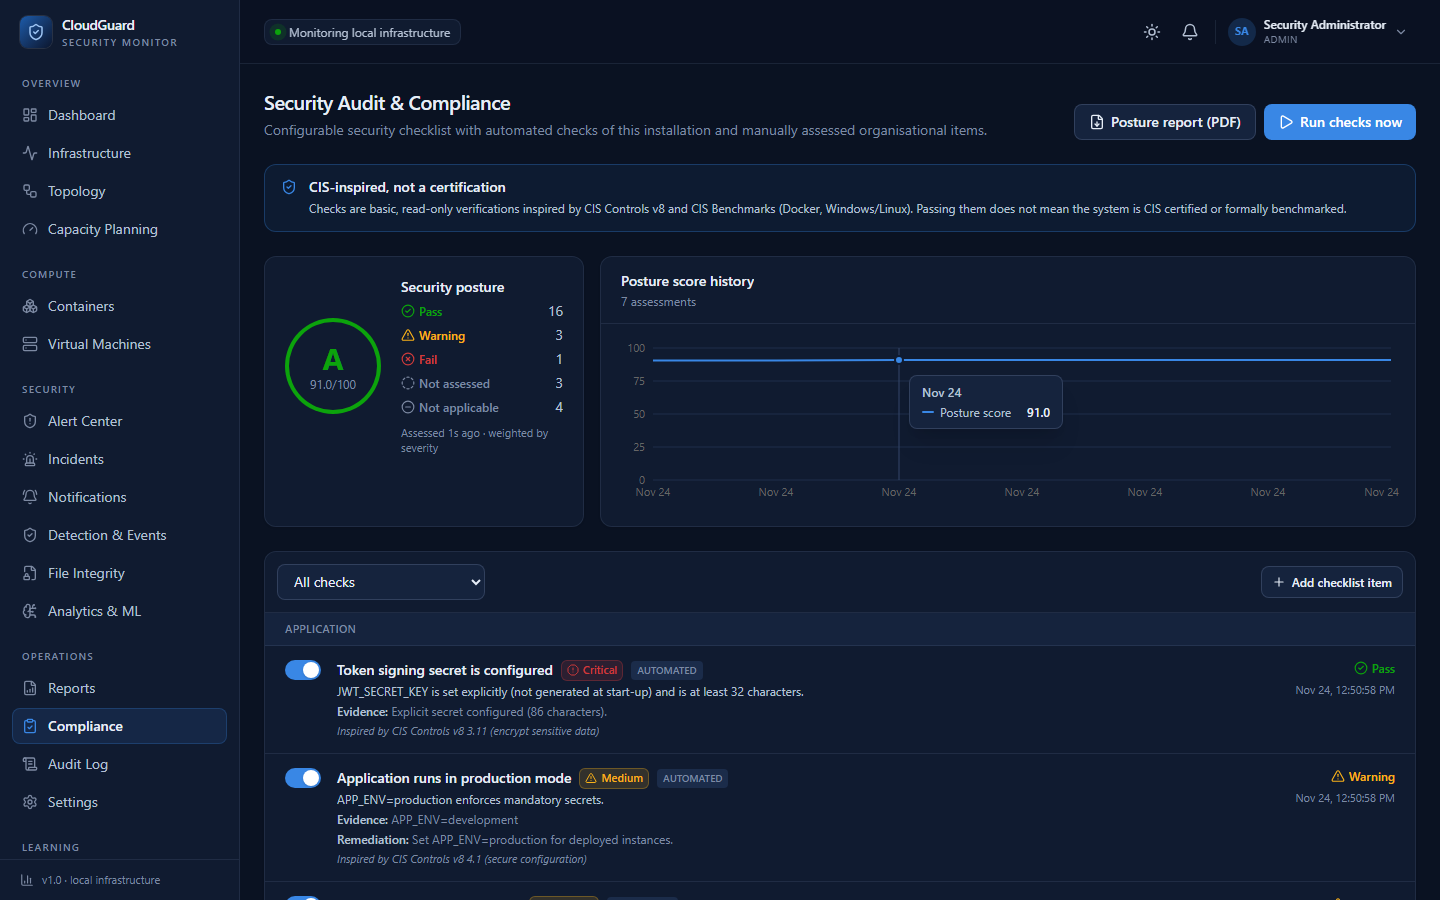 CloudGuard
SECURITY MONITOR
OVERVIEW
Dashboard
Infrastructure
Topology
Capacity Planning
COMPUTE
Containers
Virtual Machines
SECURITY
Alert Center
Incidents
Notifications
Detection & Events
File Integrity
Analytics & ML
OPERATIONS
Reports
Compliance
Audit Log
Settings
LEARNING
v1.0 · local infrastructure
Monitoring local infrastructure
SA
Security Administrator
ADMIN
Security Audit & Compliance
Configurable security checklist with automated checks of this installation and manually assessed organisational items.
Posture report (PDF)
Run checks now
CIS-inspired, not a certification
Checks are basic, read-only verifications inspired by CIS Controls v8 and CIS Benchmarks (Docker, Windows/Linux). Passing them does not mean the system is CIS certified or formally benchmarked.
A
91.0/100
Security posture
Pass 16
Warning 3
Fail 1
Not assessed 3
Not applicable 4
Assessed 1s ago · weighted by
severity
Posture score history
7 assessments
100
75
50
25
0
Nov 24
Posture score 91.0
Nov 24 Nov 24 Nov 24 Nov 24 Nov 24 Nov 24 Nov 24
All checks
Add checklist item
APPLICATION
Token signing secret is configured Critical AUTOMATED
JWT_SECRET_KEY is set explicitly (not generated at start-up) and is at least 32 characters.
Evidence: Explicit secret configured (86 characters).
Inspired by CIS Controls v8 3.11 (encrypt sensitive data)
Pass
Nov 24, 12:50:58 PM
Application runs in production mode Medium AUTOMATED
APP_ENV=production enforces mandatory secrets.
Evidence: APP_ENV=development
Remediation: Set APP_ENV=production for deployed instances.
Inspired by CIS Controls v8 4.1 (secure configuration)
Warning
Nov 24, 12:50:58 PM